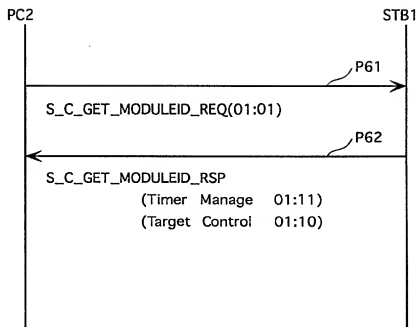 PC2 STB1
P61
S_C_GET_MODULEID_REQ(01:01)
P62
S_C_GET_MODULEID_RSP
(Timer Manage 01:11)
(Target Control 01:10)